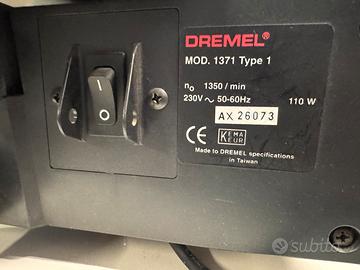 DREMEL®
MOD. 1371 Type 1
n₀ 1350 / min
230V ~ 50-60Hz 110 W
AX 26073
CE KEMA KEUR
Made to DREMEL specifications
in Taiwan
I
O
subito